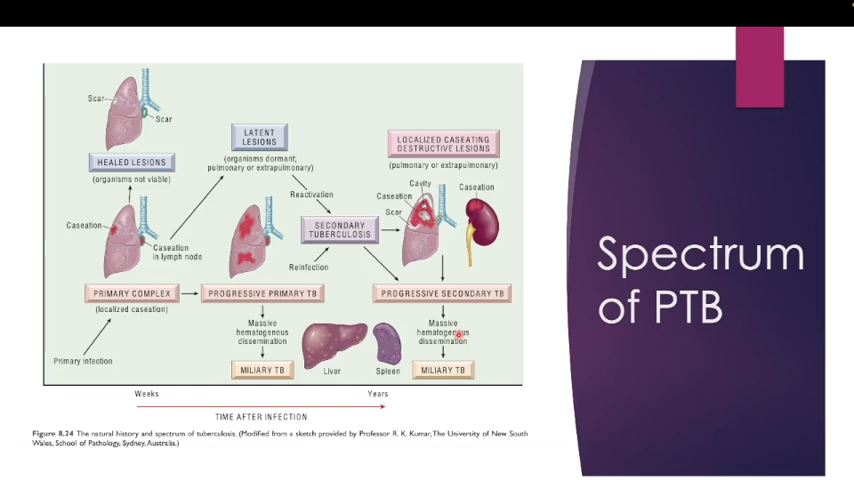 Scar
Scar
HEALED LESIONS
(organisms not viable)
Caseation
Caseation
in lymph node
PRIMARY COMPLEX
(localized caseation)
Primary infection
LATENT
LESIONS
(organisms dormant;
pulmonary or extrapulmonary)
Reactivation
SECONDARY
TUBERCULOSIS
Reinfection
PROGRESSIVE PRIMARY TB
Massive
hematogenous
dissemination
MILIARY TB
Liver
Spleen
LOCALIZED CASEATING
DESTRUCTIVE LESIONS
(pulmonary or extrapulmonary)
Cavity
Caseation
Caseation
Scar
PROGRESSIVE SECONDARY TB
Massive
hematogenous
dissemination
MILIARY TB
Weeks
Years
TIME AFTER INFECTION
Figure 8.24 The natural history and spectrum of tuberculosis. (Modified from a sketch provided by Professor R. K. Kumar, The University of New South
Wales, School of Pathology, Sydney, Australia.)
Spectrum
of PTB